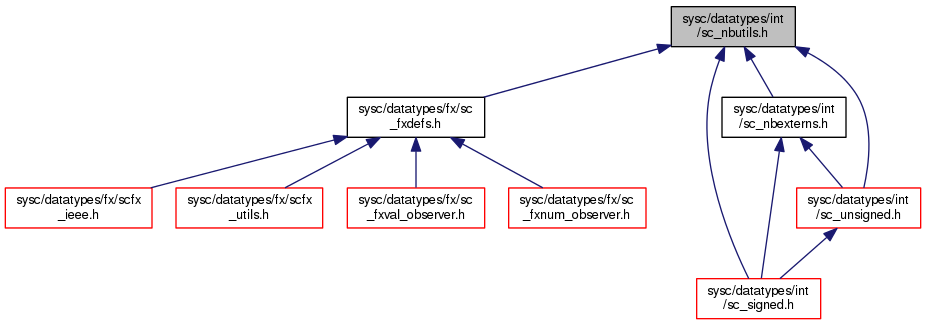 sysc/datatypes/int
/sc_nbutils.h
sysc/datatypes/fx/sc
_fxdefs.h
sysc/datatypes/int
/sc_nbexterns.h
sysc/datatypes/fx/scfx
_ieee.h
sysc/datatypes/fx/scfx
_utils.h
sysc/datatypes/fx/sc
_fxval_observer.h
sysc/datatypes/fx/sc
_fxnum_observer.h
sysc/datatypes/int
/sc_unsigned.h
sysc/datatypes/int
/sc_signed.h